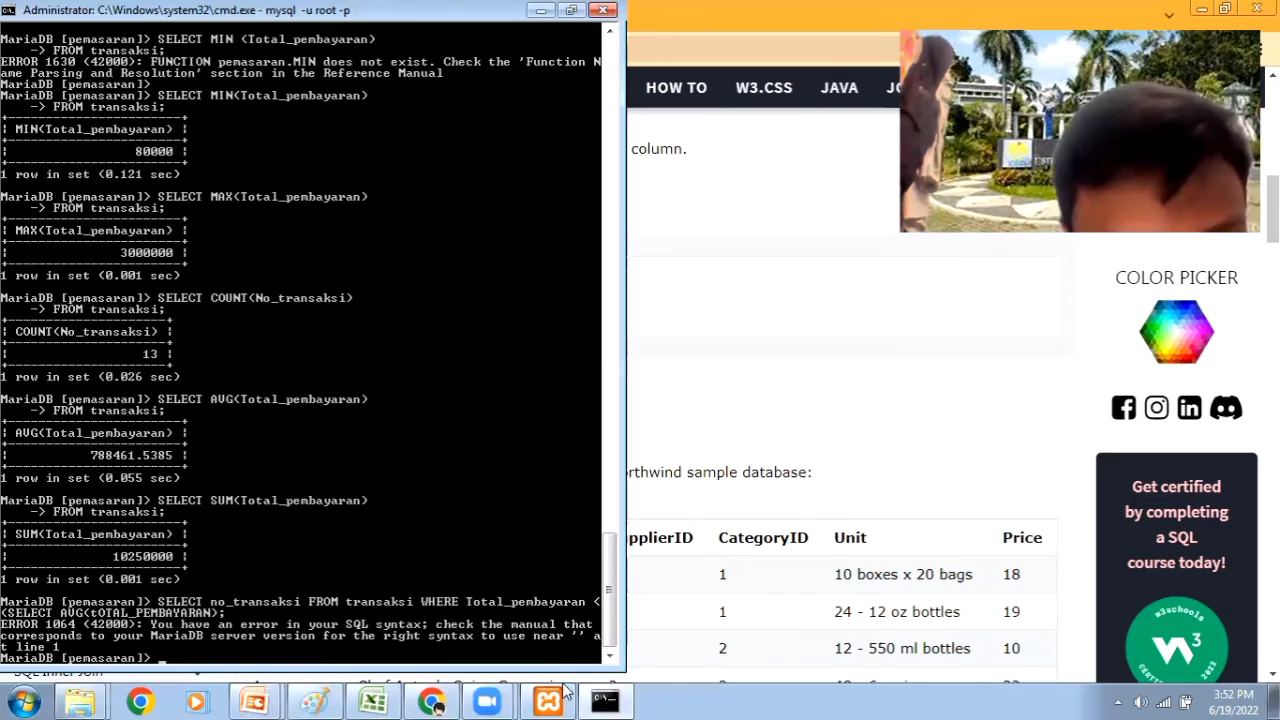 Administrator: C:\Windows\system32\cmd.exe - mysql -u root -p
MariaDB [pemasaran]> SELECT MIN (Total_pembayaran)
-> FROM transaksi;
ERROR 1630 (42000): FUNCTION pemasaran.MIN does not exist. Check the 'Function N
ame Parsing and Resolution' section in the Reference Manual
MariaDB [pemasaran]>
MariaDB [pemasaran]> SELECT MIN(Total_pembayaran)
-> FROM transaksi;
+-----------------------+
| MIN(Total_pembayaran) |
+-----------------------+
| 80000 |
+-----------------------+
1 row in set (0.121 sec)
MariaDB [pemasaran]> SELECT MAX(Total_pembayaran)
-> FROM transaksi;
+-----------------------+
| MAX(Total_pembayaran) |
+-----------------------+
| 3000000 |
+-----------------------+
1 row in set (0.001 sec)
MariaDB [pemasaran]> SELECT COUNT(No_transaksi)
-> FROM transaksi;
+---------------------+
| COUNT(No_transaksi) |
+---------------------+
| 13 |
+---------------------+
1 row in set (0.026 sec)
MariaDB [pemasaran]> SELECT AVG(Total_pembayaran)
-> FROM transaksi;
+-----------------------+
| AVG(Total_pembayaran) |
+-----------------------+
| 788461.5385 |
+-----------------------+
1 row in set (0.055 sec)
MariaDB [pemasaran]> SELECT SUM(Total_pembayaran)
-> FROM transaksi;
+-----------------------+
| SUM(Total_pembayaran) |
+-----------------------+
| 10250000 |
+-----------------------+
1 row in set (0.001 sec)
MariaDB [pemasaran]> SELECT no_transaksi FROM transaksi WHERE Total_pembayaran <
(SELECT AVG(tOTAL_PEMBAYARAN);
ERROR 1064 (42000): You have an error in your SQL syntax; check the manual that
corresponds to your MariaDB server version for the right syntax to use near '' a
t line 1
MariaDB [pemasaran]> _
HOW TO W3.CSS JAVA
column.
COLOR PICKER
rthwind sample database:
pplierID CategoryID Unit Price
1 10 boxes x 20 bags 18
1 24 - 12 oz bottles 19
2 12 - 550 ml bottles 10
Get certified
by completing
a SQL
course today!
w3schools
W3
CERTIFIED 2022
C:\.
3:52 PM
6/19/2022